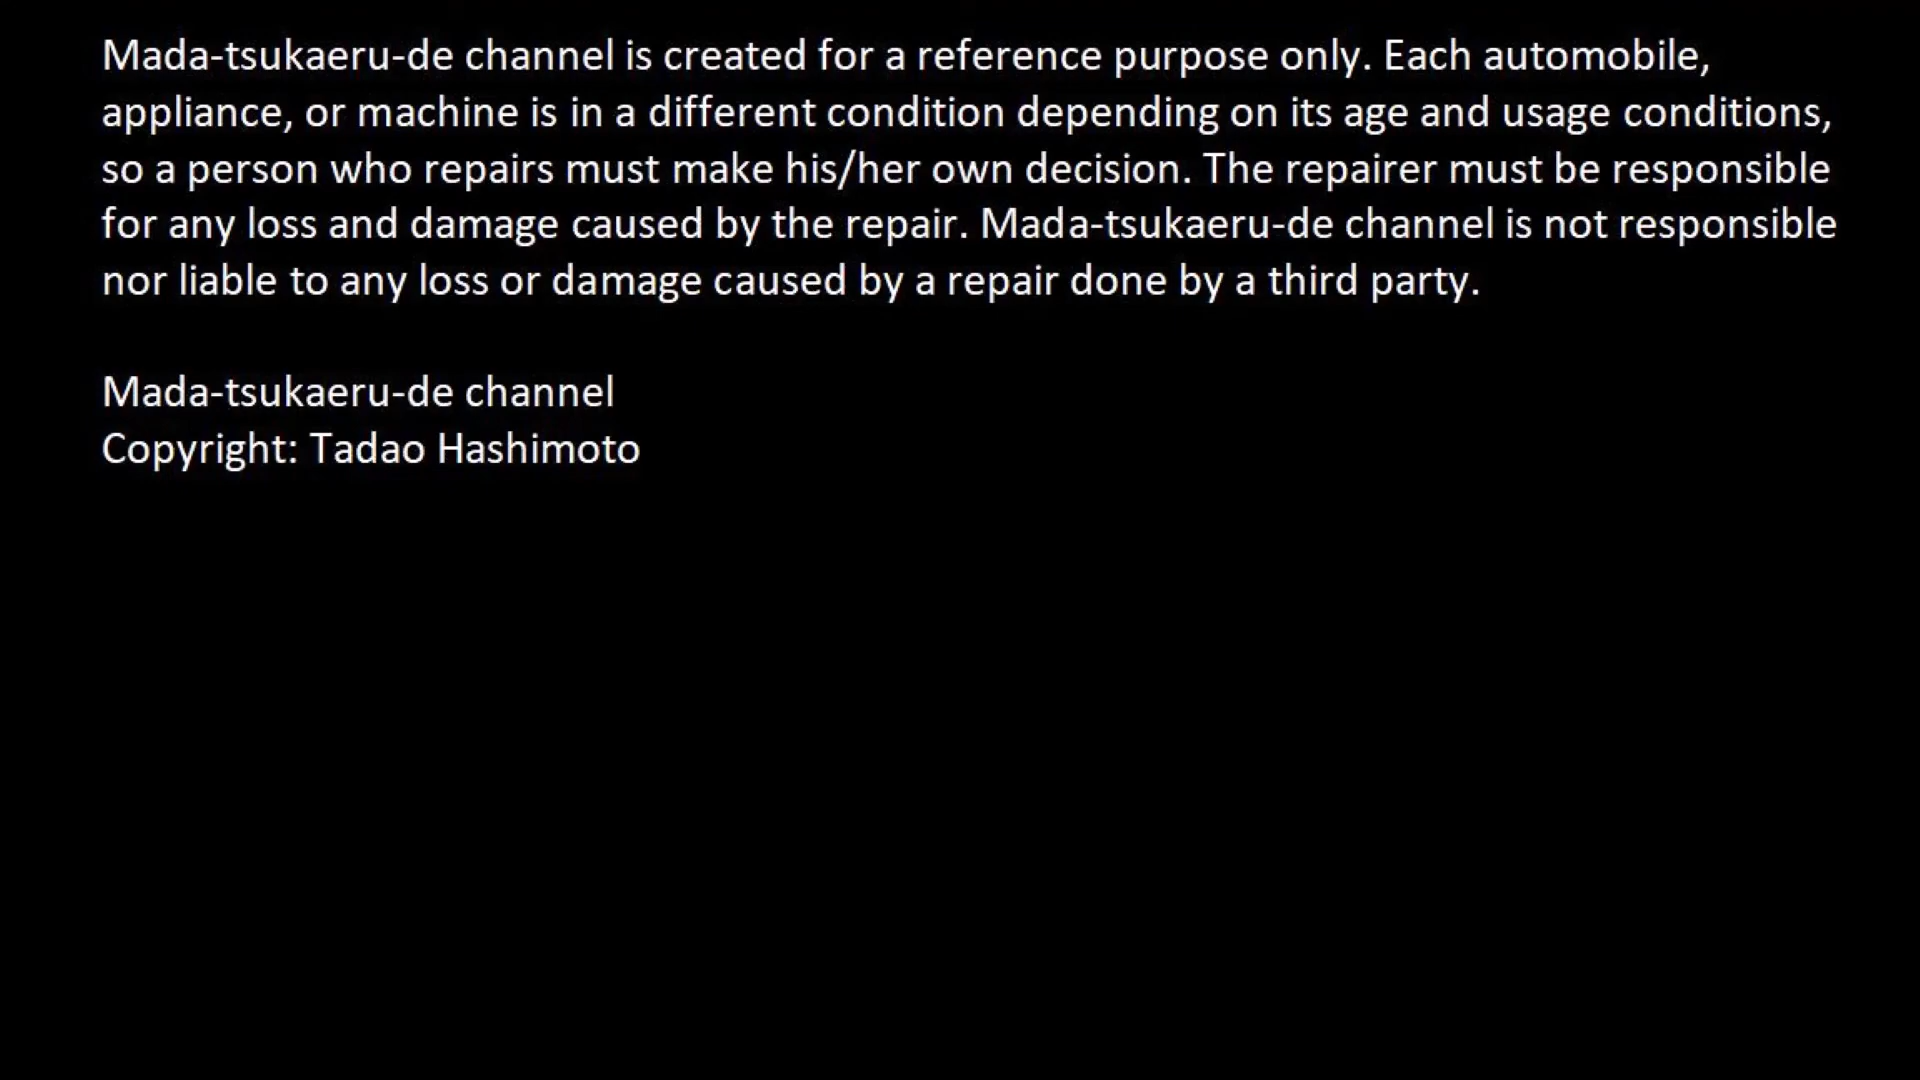 Mada-tsukaeru-de channel is created for a reference purpose only. Each automobile,
appliance, or machine is in a different condition depending on its age and usage conditions,
so a person who repairs must make his/her own decision. The repairer must be responsible
for any loss and damage caused by the repair. Mada-tsukaeru-de channel is not responsible
nor liable to any loss or damage caused by a repair done by a third party.
Mada-tsukaeru-de channel
Copyright: Tadao Hashimoto